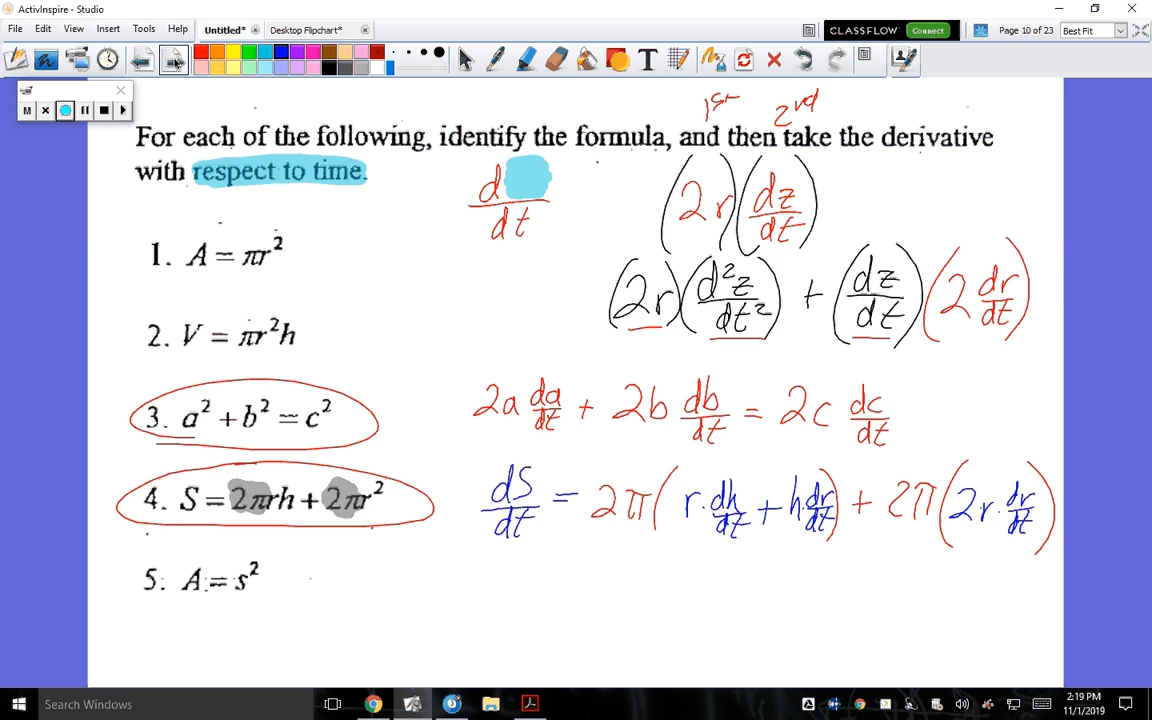 ActivInspire - Studio
File Edit View Insert Tools Help Untitled* Desktop Flipchart* CLASSFLOW Connect Page 10 of 23 Best Fit
M
1st 2nd
For each of the following, identify the formula, and then take the derivative
with respect to time.
d/dt (2r)(dz/dt)
1. A = πr²
(2r)(d²z/dt²) + (dz/dt)(2 dr/dt)
2. V = πr²h
3. a² + b² = c² 2a da/dt + 2b db/dt = 2c dc/dt
4. S = 2πrh + 2πr² dS/dt = 2π(r·dh/dt + h·dr/dt) + 2π(2r·dr/dt)
5. A = s²
Search Windows
2:19 PM
11/1/2019